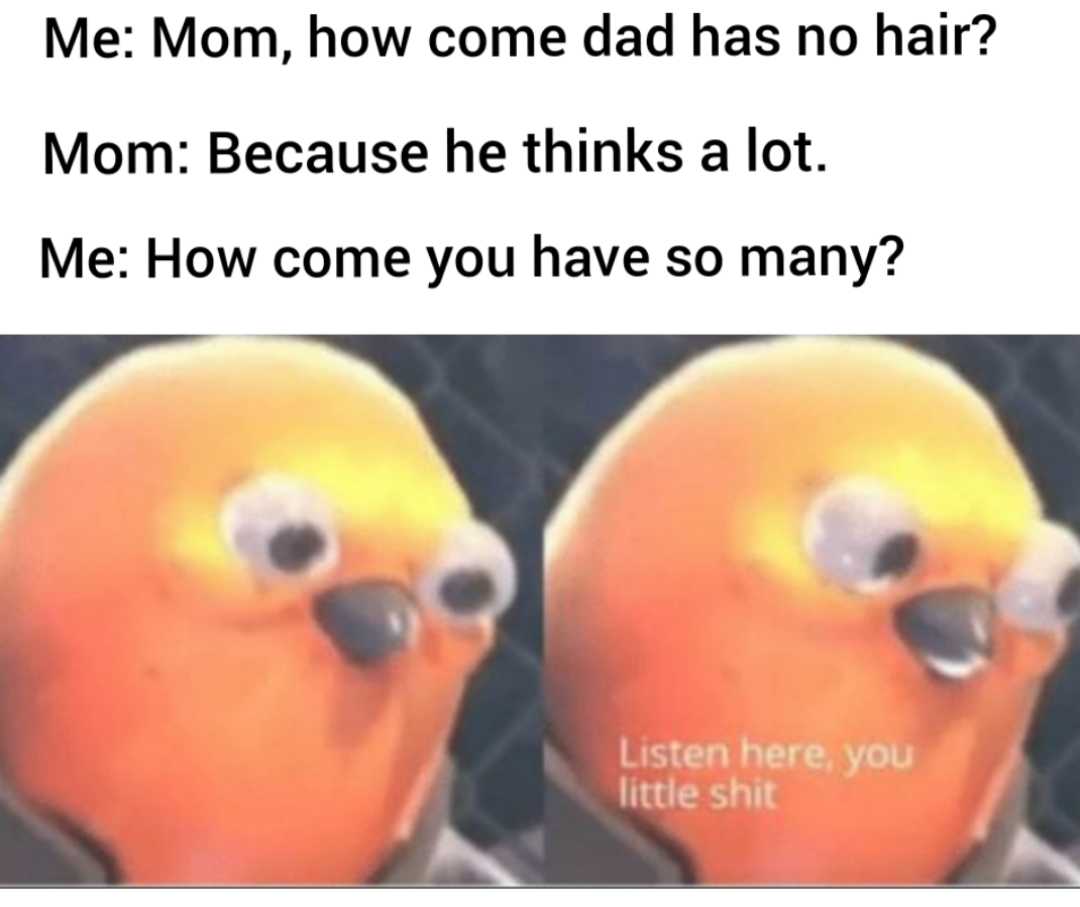 Me: Mom, how come dad has no hair?
Mom: Because he thinks a lot.
Me: How come you have so many?
Listen here, you
little shit